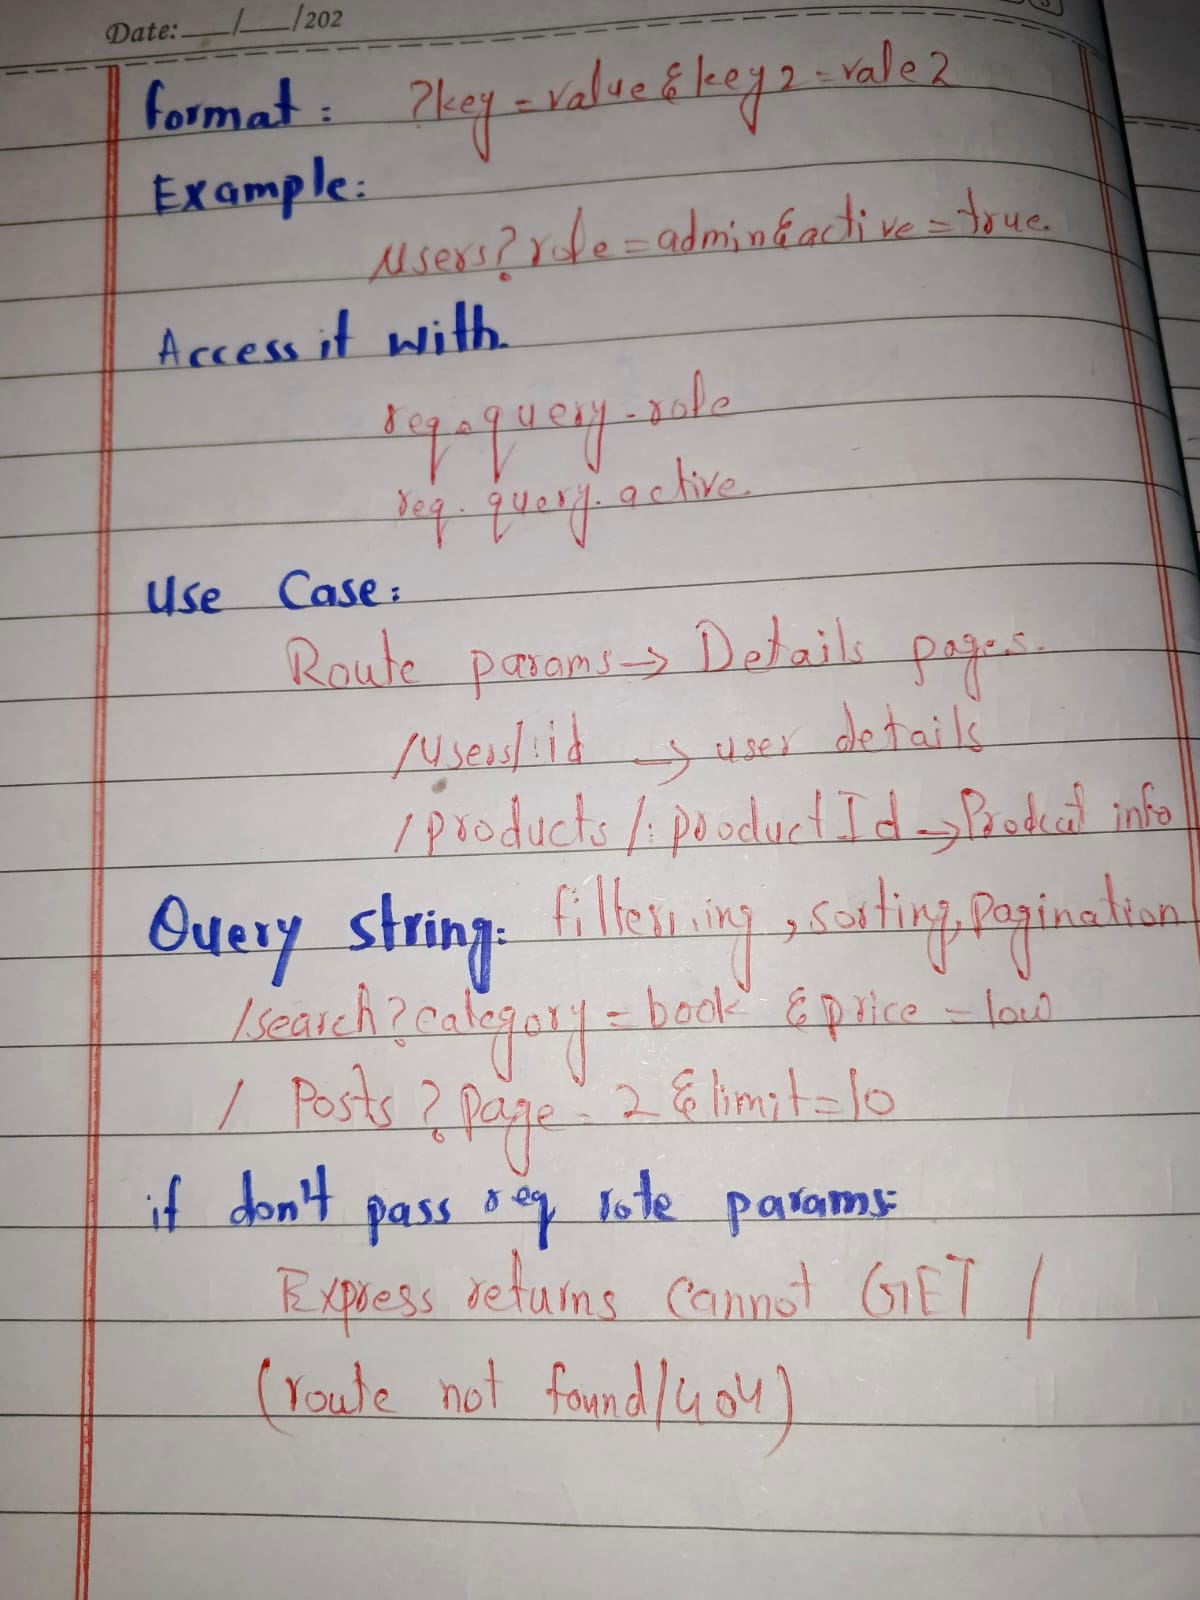 Date: __/__/202
format: ?key=value&key2=vale2
Example:
Users?role=admin&active=true.
Access it with.
req.query.role
req.query.active.
Use Case:
Route params→ Details pages.
/users/:id → user details
/products/:productId→Prodcut info
Query string: filtering, sorting, Pagination
/search?category=book &price=low
/ Posts?Page=2&limit=10
if don't pass req rote params:
Express returns Cannot GET /
(route not found/404)